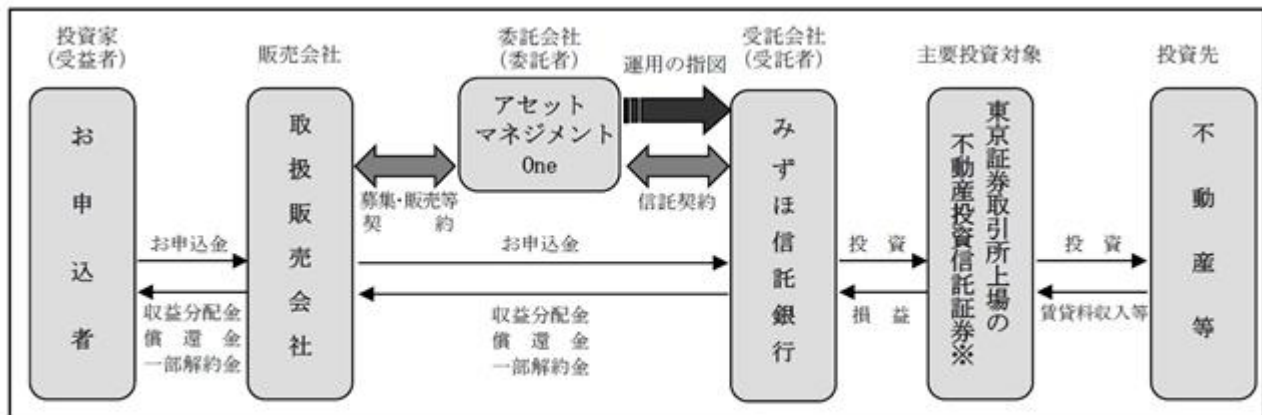 投資家
(受益者)
販売会社
委託会社
(委託者)
運用の指図
受託会社
(受託者)
主要投資対象
投資先
お申込者
取扱販売会社
アセット
マネジメント
One
みずほ信託銀行
東京証券取引所上場の
不動産投資信託証券※
不動産等
募集・販売等
契 約
信託契約
お申込金
収益分配金
償 還 金
一部解約金
お申込金
収益分配金
償 還 金
一部解約金
投 資
損 益
投 資
賃貸料収入等